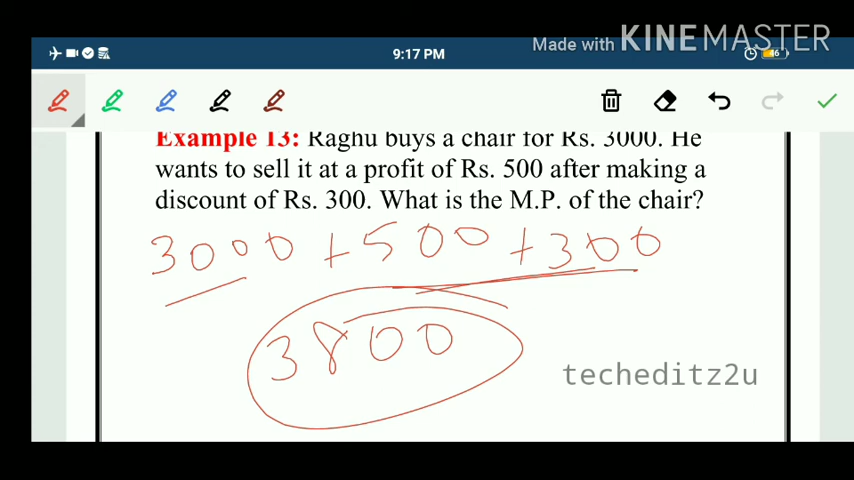 Made with KINEMASTER
9:17 PM
46
Example 13: Raghu buys a chair for Rs. 3000. He
wants to sell it at a profit of Rs. 500 after making a
discount of Rs. 300. What is the M.P. of the chair?
3000 + 500 + 300
3800
techeditz2u